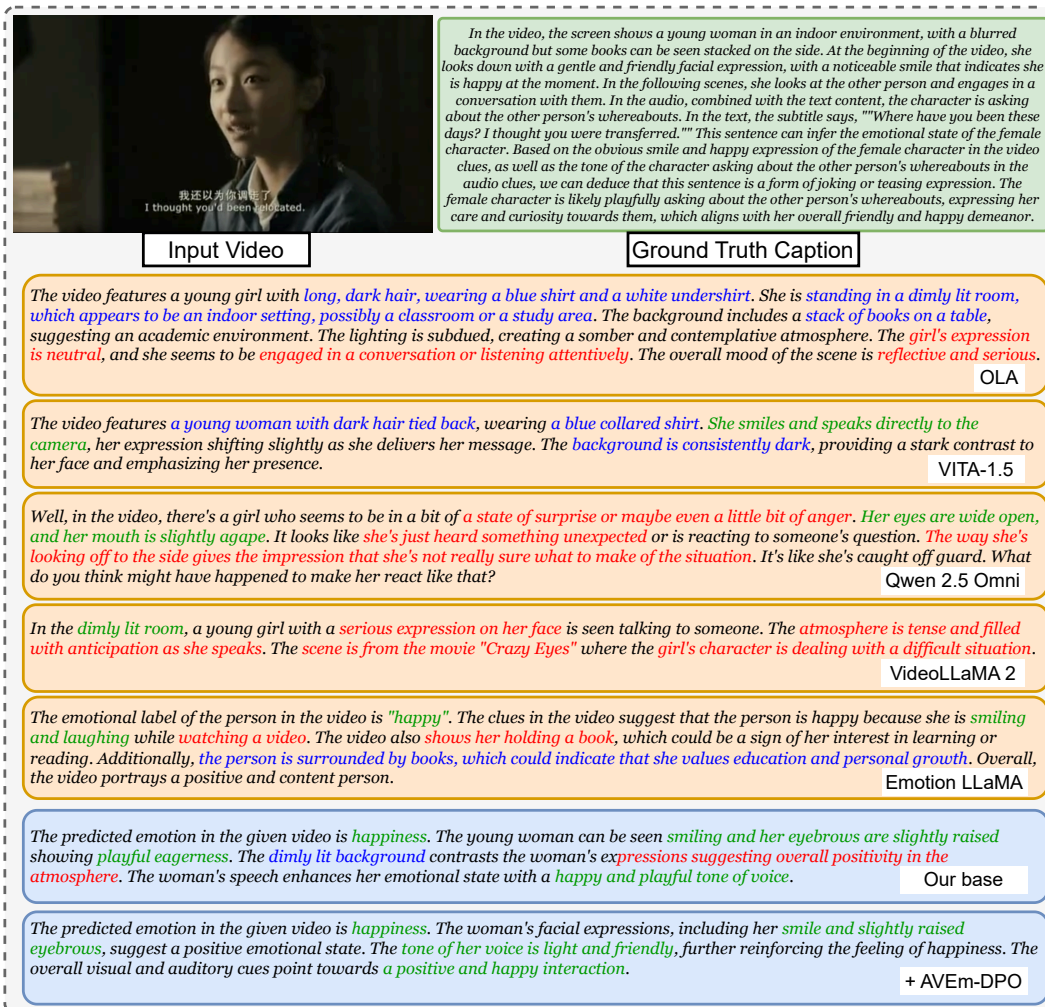 In the video, the screen shows a young woman in an indoor environment, with a blurred
background but some books can be seen stacked on the side. At the beginning of the video, she
looks down with a gentle and friendly facial expression, with a noticeable smile that indicates she
is happy at the moment. In the following scenes, she looks at the other person and engages in a
conversation with them. In the audio, combined with the text content, the character is asking
about the other person's whereabouts. In the text, the subtitle says, ""Where have you been these
days? I thought you were transferred."" This sentence can infer the emotional state of the female
character. Based on the obvious smile and happy expression of the female character in the video
clues, as well as the tone of the character asking about the other person's whereabouts in the
audio clues, we can deduce that this sentence is a form of joking or teasing expression. The
female character is likely playfully asking about the other person's whereabouts, expressing her
care and curiosity towards them, which aligns with her overall friendly and happy demeanor.
我还以为你调走了
I thought you'd been relocated.
Input Video
Ground Truth Caption
The video features a young girl with long, dark hair, wearing a blue shirt and a white undershirt. She is standing in a dimly lit room,
which appears to be an indoor setting, possibly a classroom or a study area. The background includes a stack of books on a table,
suggesting an academic environment. The lighting is subdued, creating a somber and contemplative atmosphere. The girl's expression
is neutral, and she seems to be engaged in a conversation or listening attentively. The overall mood of the scene is reflective and serious.
OLA
The video features a young woman with dark hair tied back, wearing a blue collared shirt. She smiles and speaks directly to the
camera, her expression shifting slightly as she delivers her message. The background is consistently dark, providing a stark contrast to
her face and emphasizing her presence.
VITA-1.5
Well, in the video, there's a girl who seems to be in a bit of a state of surprise or maybe even a little bit of anger. Her eyes are wide open,
and her mouth is slightly agape. It looks like she's just heard something unexpected or is reacting to someone's question. The way she's
looking off to the side gives the impression that she's not really sure what to make of the situation. It's like she's caught off guard. What
do you think might have happened to make her react like that?
Qwen 2.5 Omni
In the dimly lit room, a young girl with a serious expression on her face is seen talking to someone. The atmosphere is tense and filled
with anticipation as she speaks. The scene is from the movie "Crazy Eyes" where the girl's character is dealing with a difficult situation.
VideoLLaMA 2
The emotional label of the person in the video is "happy". The clues in the video suggest that the person is happy because she is smiling
and laughing while watching a video. The video also shows her holding a book, which could be a sign of her interest in learning or
reading. Additionally, the person is surrounded by books, which could indicate that she values education and personal growth. Overall,
the video portrays a positive and content person.
Emotion LLaMA
The predicted emotion in the given video is happiness. The young woman can be seen smiling and her eyebrows are slightly raised
showing playful eagerness. The dimly lit background contrasts the woman's expressions suggesting overall positivity in the
atmosphere. The woman's speech enhances her emotional state with a happy and playful tone of voice.
Our base
The predicted emotion in the given video is happiness. The woman's facial expressions, including her smile and slightly raised
eyebrows, suggest a positive emotional state. The tone of her voice is light and friendly, further reinforcing the feeling of happiness. The
overall visual and auditory cues point towards a positive and happy interaction.
+ AVEm-DPO